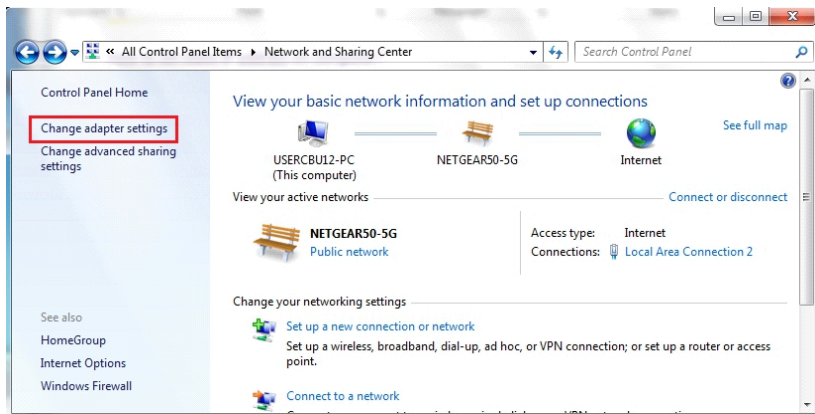 « All Control Panel Items ▸ Network and Sharing Center
Search Control Panel
Control Panel Home
Change adapter settings
Change advanced sharing
settings
See also
HomeGroup
Internet Options
Windows Firewall
View your basic network information and set up connections
See full map
USERCBU12-PC
(This computer)
NETGEAR50-5G
Internet
View your active networks
Connect or disconnect
NETGEAR50-5G
Public network
Access type: Internet
Connections: Local Area Connection 2
Change your networking settings
Set up a new connection or network
Set up a wireless, broadband, dial-up, ad hoc, or VPN connection; or set up a router or access
point.
Connect to a network